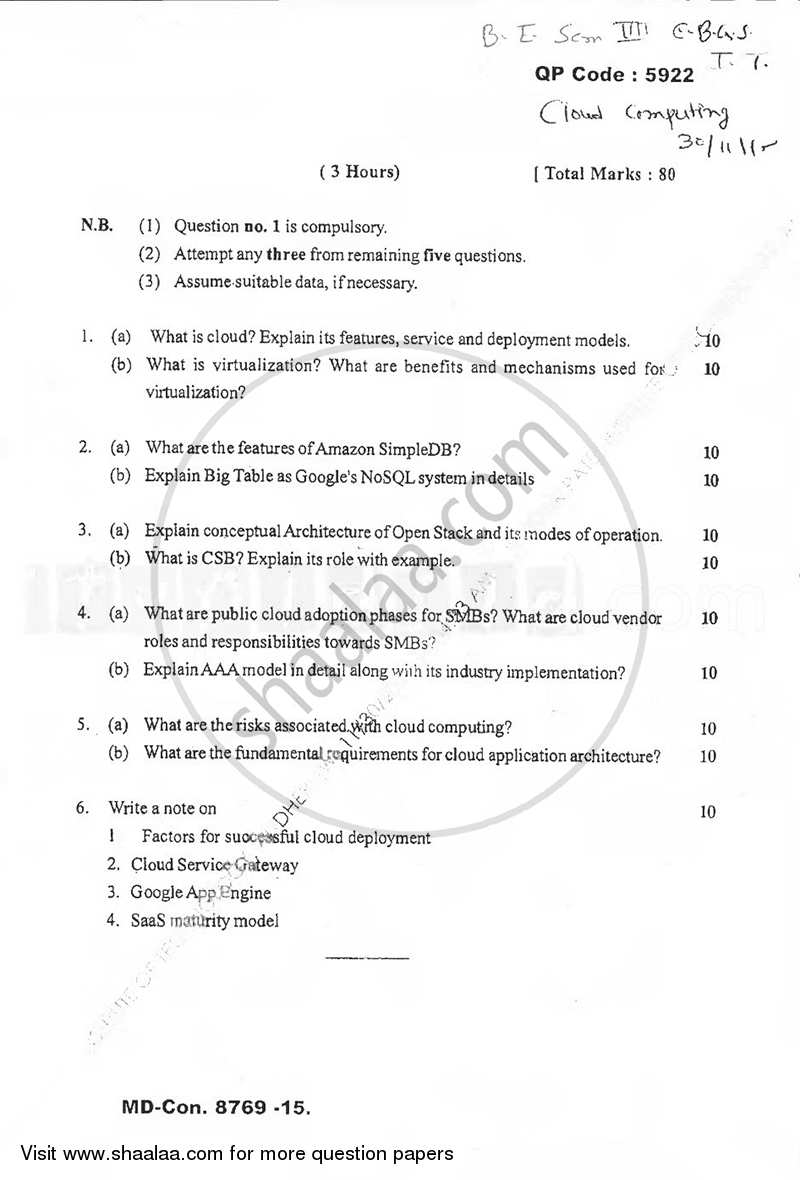 B. E. Sem VIII C.B.G.S.
QP Code : 5922 I. T.
Cloud Computing
30/11/15
( 3 Hours) [ Total Marks : 80
N.B. (1) Question no. 1 is compulsory.
(2) Attempt any three from remaining five questions.
(3) Assume suitable data, if necessary.
1. (a) What is cloud? Explain its features, service and deployment models. 10
(b) What is virtualization? What are benefits and mechanisms used for 10
virtualization?
2. (a) What are the features of Amazon SimpleDB? 10
(b) Explain Big Table as Google's NoSQL system in details 10
3. (a) Explain conceptual Architecture of Open Stack and its modes of operation. 10
(b) What is CSB? Explain its role with example. 10
4. (a) What are public cloud adoption phases for SMBs? What are cloud vendor 10
roles and responsibilities towards SMBs?
(b) Explain AAA model in detail along with its industry implementation? 10
5. (a) What are the risks associated with cloud computing? 10
(b) What are the fundamental requirements for cloud application architecture? 10
6. Write a note on 10
1 Factors for successful cloud deployment
2. Cloud Service Gateway
3. Google App Engine
4. SaaS maturity model
shaalaa.com
MD-Con. 8769 -15.
Visit www.shaalaa.com for more question papers